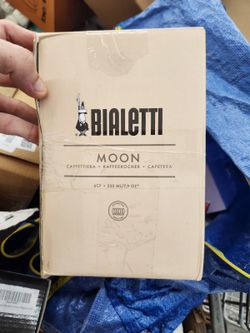 BIALETTI
MOON
CAFFETTIERA • KAFFEEKOCHER • CAFETERA